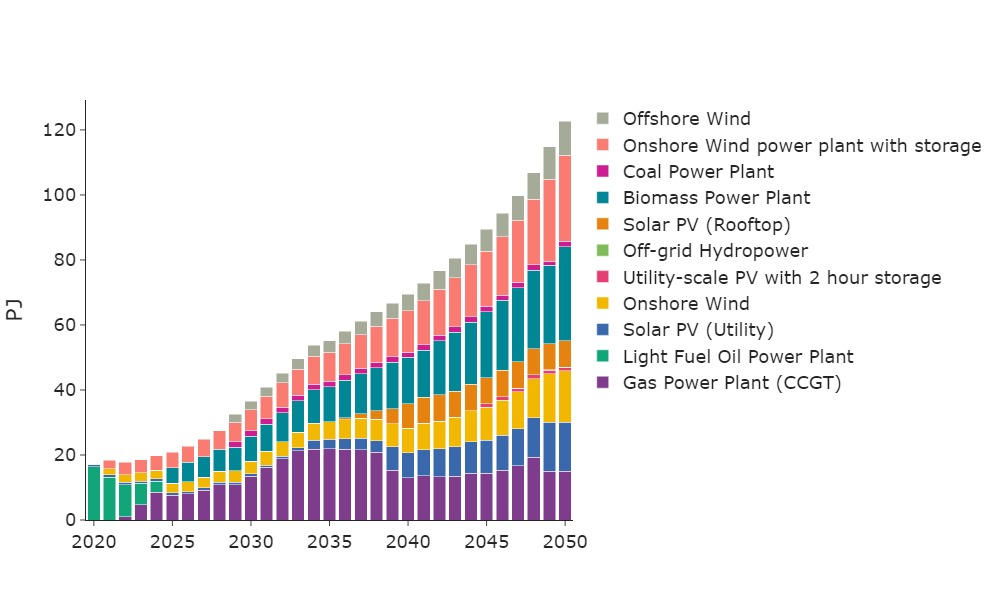 PJ
120
100
80
60
40
20
0
2020 2025 2030 2035 2040 2045 2050
Offshore Wind
Onshore Wind power plant with storage
Coal Power Plant
Biomass Power Plant
Solar PV (Rooftop)
Off-grid Hydropower
Utility-scale PV with 2 hour storage
Onshore Wind
Solar PV (Utility)
Light Fuel Oil Power Plant
Gas Power Plant (CCGT)